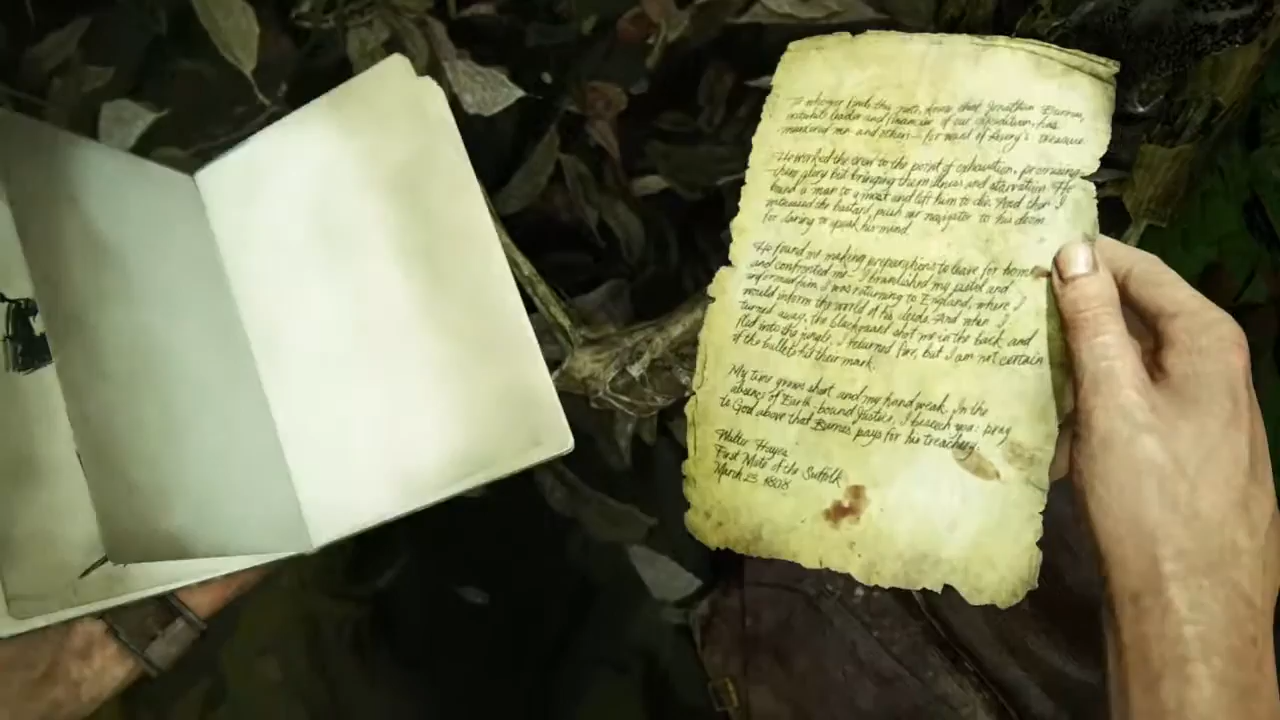 To whoever finds this note, know that Jonathan Burnes,
leader and financier of our expedition, has
murdered me and others—for want of Avery's treasure.
He worked the crew to the point of exhaustion, promising
them glory but bringing them illness and starvation. He
bound a man to a mast and left him to die. And then I
witnessed the bastard push our navigator to his doom
for daring to speak his mind.
He found me making preparations to leave for home
and confronted me. I brandished my pistol and
informed him I was returning to England, where I
would inform the world of his deeds. And when I
turned away, the blackguard shot me in the back and
fled into the jungle. I returned fire, but I am not certain
if the bullets hit their mark.
My time grows short and my hand weak. In the
absence of Earth-bound justice, I beseech you: pray
to God above that Burnes pays for his treachery.
Walter Hayes
First Mate of the Suffolk
March 23, 1808